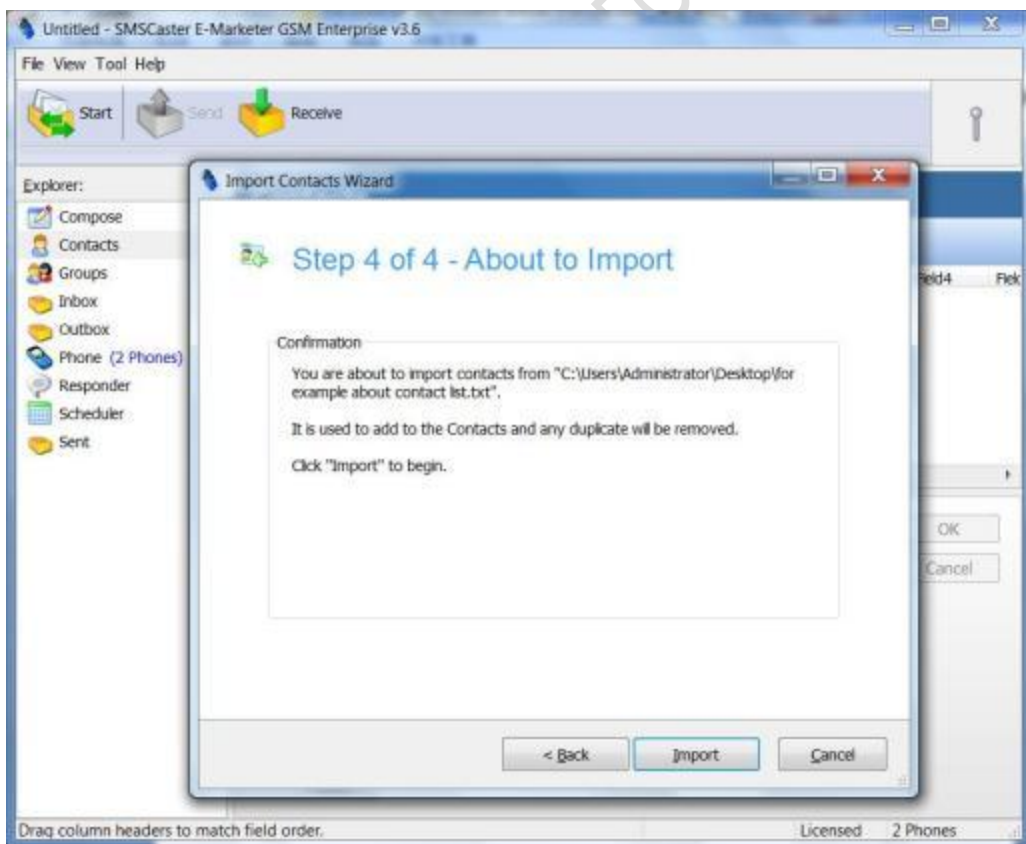 Untitled - SMSCaster E-Marketer GSM Enterprise v3.6
File View Tool Help
Start
Send
Receive
Explorer:
Compose
Contacts
Groups
Inbox
Outbox
Phone (2 Phones)
Responder
Scheduler
Sent
Import Contacts Wizard
Step 4 of 4 - About to Import
Confirmation
You are about to import contacts from "C:\Users\Administrator\Desktop\for
example about contact list.txt".
It is used to add to the Contacts and any duplicate will be removed.
Click "Import" to begin.
< Back
Import
Cancel
Field4
OK
Cancel
Drag column headers to match field order.
Licensed
2 Phones